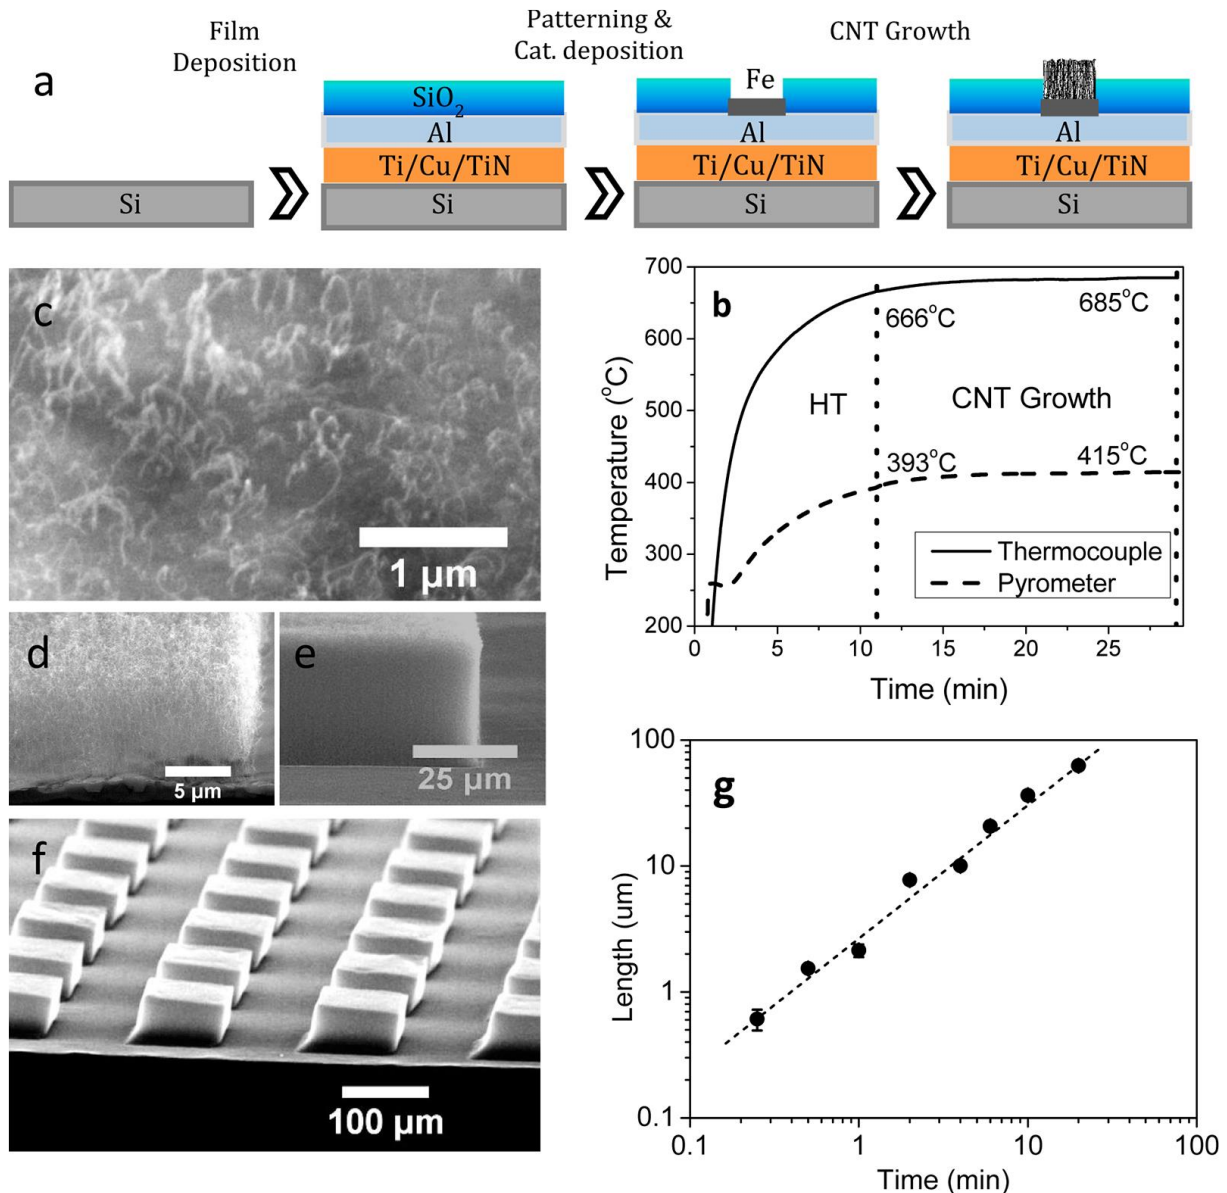 a
Film
Deposition
Patterning &
Cat. deposition
CNT Growth
Si
SiO2
Al
Ti/Cu/TiN
Si
Fe
Al
Ti/Cu/TiN
Si
Al
Ti/Cu/TiN
Si
c
1 µm
b
Temperature (°C)
700
600
500
400
300
200
666°C
685°C
HT
CNT Growth
393°C
415°C
Thermocouple
Pyrometer
0
5
10
15
20
25
Time (min)
d
5 µm
e
25 µm
f
100 µm
g
Length (um)
100
10
1
0.1
0.1
1
10
100
Time (min)